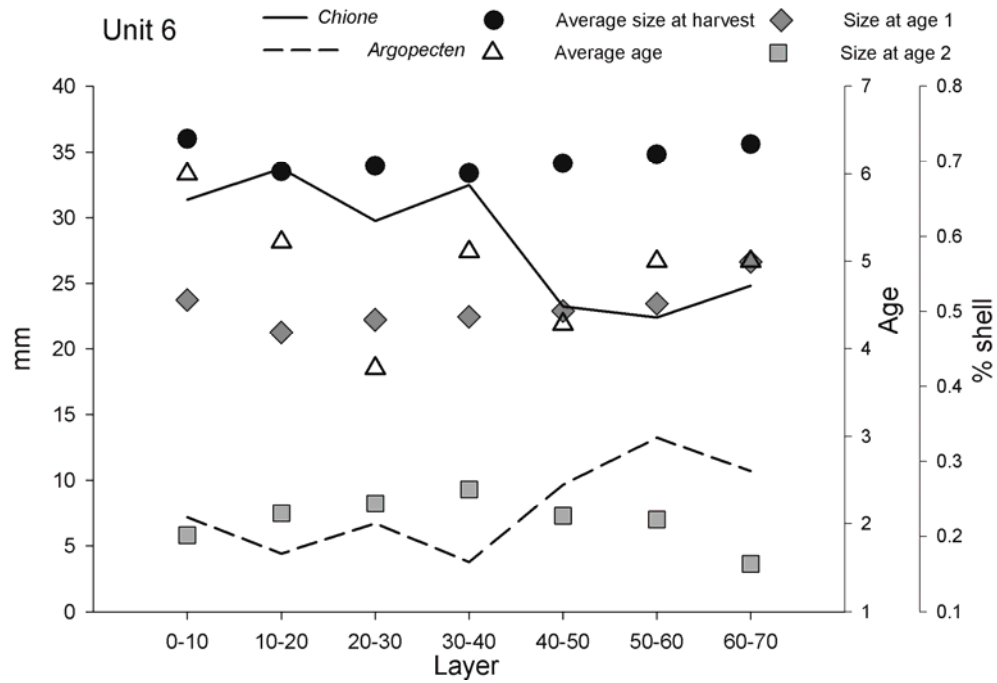 Unit 6
Chione
Average size at harvest
Size at age 1
Argopecten
Average age
Size at age 2
40
35
30
25
20
15
10
5
0
mm
7
6
5
4
3
2
1
Age
0.8
0.7
0.6
0.5
0.4
0.3
0.2
0.1
% shell
0-10 10-20 20-30 30-40 40-50 50-60 60-70
Layer